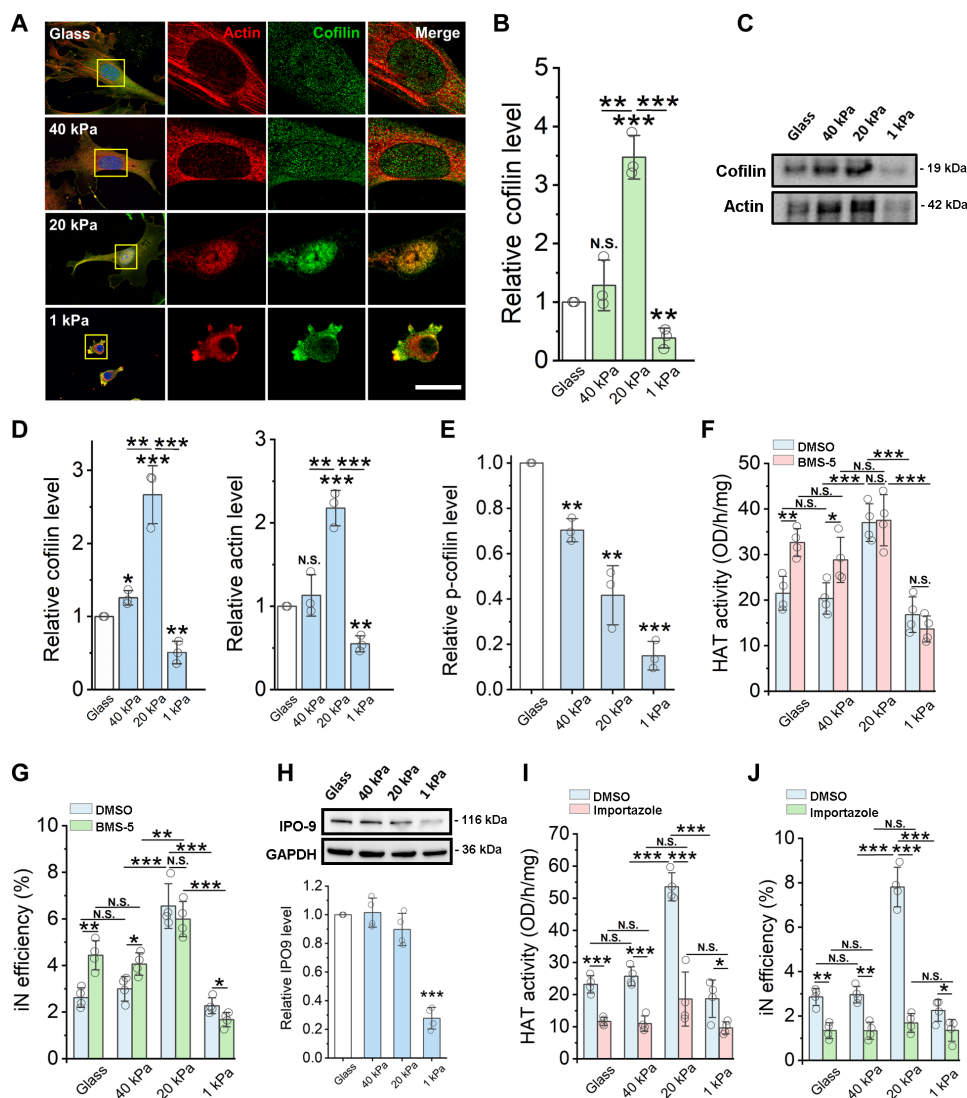 A
Glass
Actin
Cofilin
Merge
40 kPa
20 kPa
1 kPa
B
Relative cofilin level
5
4
3
2
1
0
** ***
***
N.S.
**
Glass
40 kPa
20 kPa
1 kPa
C
Glass
40 kPa
20 kPa
1 kPa
Cofilin
- 19 kDa
Actin
- 42 kDa
D
Relative cofilin level
3
2
1
0
** ***
***
*
**
Glass
40 kPa
20 kPa
1 kPa
Relative actin level
3
2
1
0
** ***
***
N.S.
**
Glass
40 kPa
20 kPa
1 kPa
E
Relative p-cofilin level
1.0
0.8
0.6
0.4
0.2
0.0
**
**
***
Glass
40 kPa
20 kPa
1 kPa
F
DMSO
BMS-5
HAT activity (OD/h/mg)
50
40
30
20
10
0
***
N.S.
*** N.S. ***
N.S.
N.S.
**
*
N.S.
Glass
40 kPa
20 kPa
1 kPa
G
DMSO
BMS-5
iN efficiency (%)
10
8
6
4
2
0
**
***
*** N.S.
***
N.S.
N.S.
**
*
*
Glass
40 kPa
20 kPa
1 kPa
H
Glass
40 kPa
20 kPa
1 kPa
IPO-9
- 116 kDa
GAPDH
- 36 kDa
Relative IPO9 level
1.2
1.0
0.8
0.6
0.4
0.2
0.0
***
Glass
40 kPa
20 kPa
1 kPa
I
DMSO
Importazole
HAT activity (OD/h/mg)
70
60
50
40
30
20
10
0
***
N.S.
*** ***
N.S.
N.S.
N.S.
***
***
*
Glass
40 kPa
20 kPa
1 kPa
J
DMSO
Importazole
iN efficiency (%)
10
8
6
4
2
0
N.S.
***
*** ***
N.S.
N.S.
**
**
N.S.
*
Glass
40 kPa
20 kPa
1 kPa